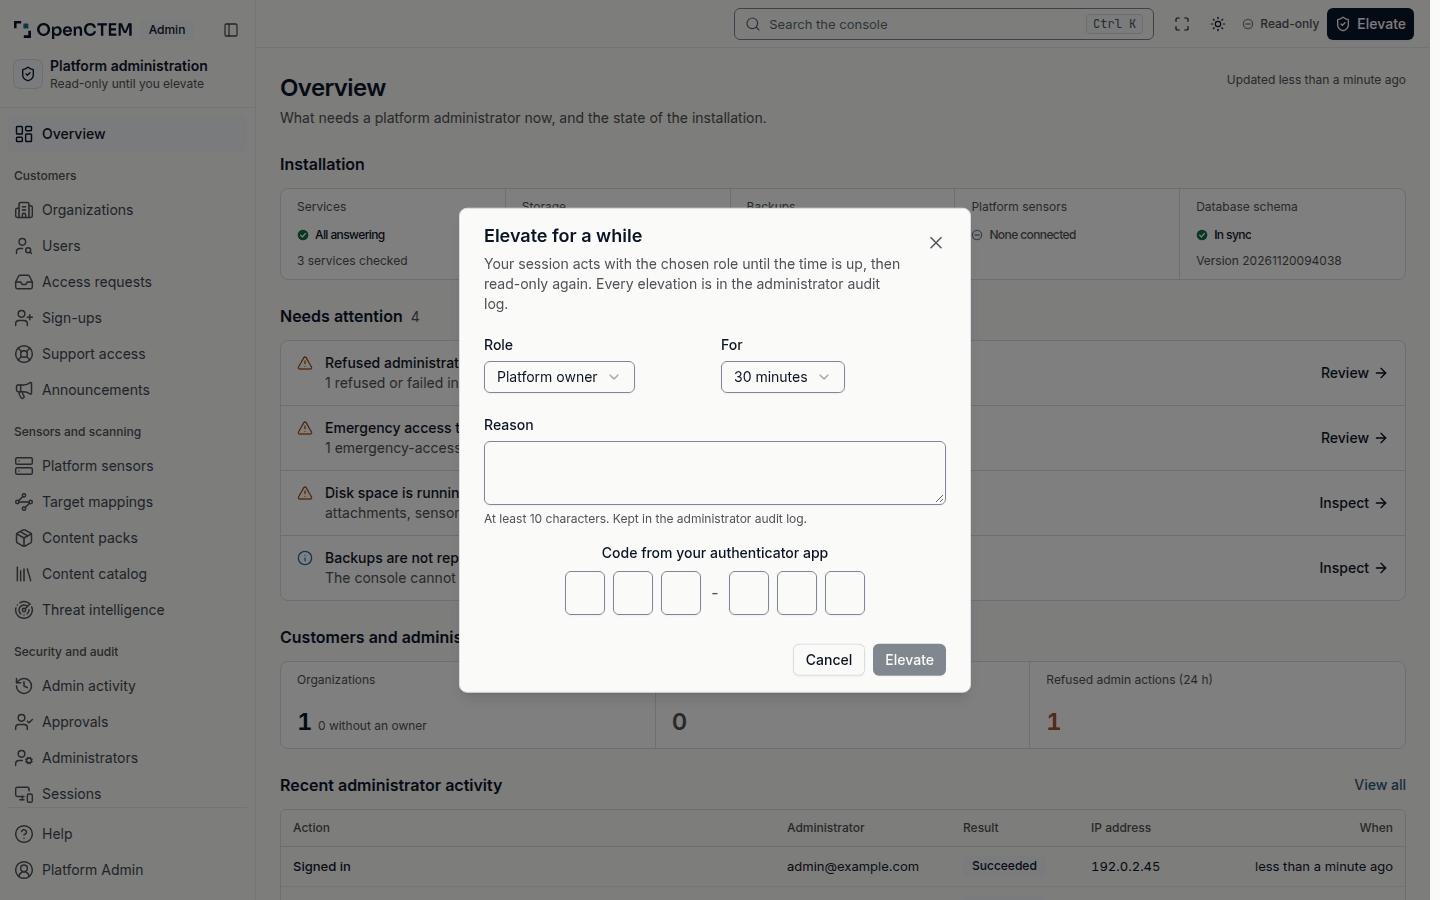 OpenCTEM Admin
Search the console
Ctrl K
Read-only
Elevate
Platform administration
Read-only until you elevate
Overview
Customers
Organizations
Users
Access requests
Sign-ups
Support access
Announcements
Sensors and scanning
Platform sensors
Target mappings
Content packs
Content catalog
Threat intelligence
Security and audit
Admin activity
Approvals
Administrators
Sessions
Help
Platform Admin
Overview
Updated less than a minute ago
What needs a platform administrator now, and the state of the installation.
Installation
Services
All answering
3 services checked
Storage
Backups
Platform sensors
None connected
Database schema
In sync
Version 20261120094038
Needs attention 4
Refused administrat
1 refused or failed in
Review
Emergency access t
1 emergency-access
Review
Disk space is runnin
attachments, sensor
Inspect
Backups are not rep
The console cannot
Inspect
Elevate for a while
Your session acts with the chosen role until the time is up, then
read-only again. Every elevation is in the administrator audit
log.
Role
Platform owner
For
30 minutes
Reason
At least 10 characters. Kept in the administrator audit log.
Code from your authenticator app
-
Cancel
Elevate
Customers and adminis
Organizations
1 0 without an owner
0
Refused admin actions (24 h)
1
Recent administrator activity
View all
Action Administrator Result IP address When
Signed in admin@example.com Succeeded 192.0.2.45 less than a minute ago